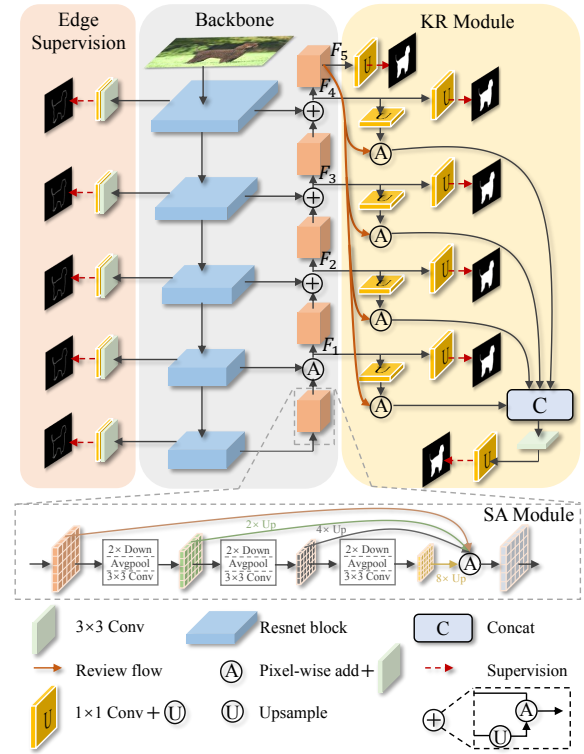 Edge Supervision
Backbone
KR Module
F5
U
F4
U
U
+
A
F3
U
U
+
A
F2
U
U
+
A
F1
U
U
A
A
C
U
SA Module
2× Up
4× Up
2× Down
Avgpool
3×3 Conv
2× Down
Avgpool
3×3 Conv
2× Down
Avgpool
3×3 Conv
8× Up
A
3×3 Conv
Resnet block
C
Concat
Review flow
A
Pixel-wise add+
Supervision
U
1×1 Conv + U
U
Upsample
+
A
U